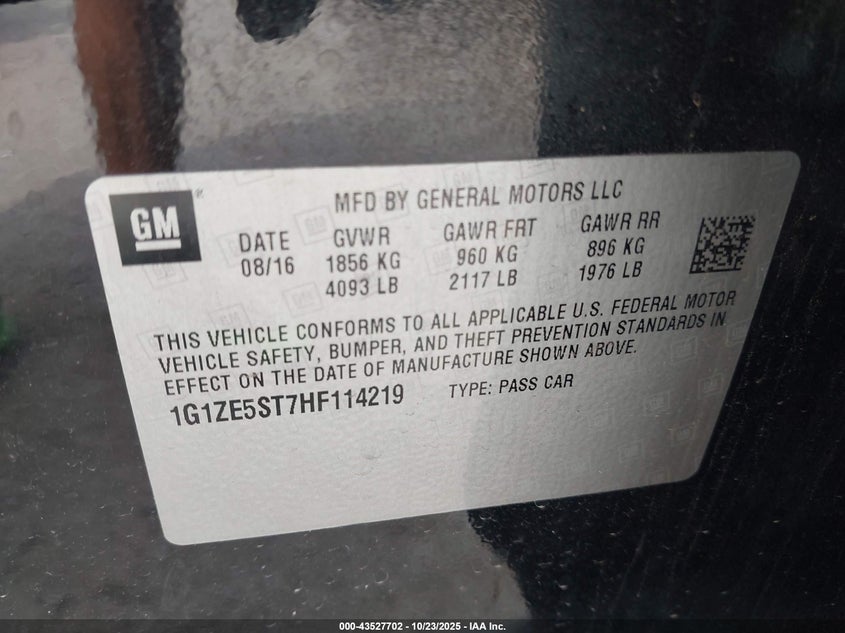 GM
MFD BY GENERAL MOTORS LLC
DATE GVWR GAWR FRT GAWR RR
08/16 1856 KG 960 KG 896 KG
4093 LB 2117 LB 1976 LB
THIS VEHICLE CONFORMS TO ALL APPLICABLE U.S. FEDERAL MOTOR
VEHICLE SAFETY, BUMPER, AND THEFT PREVENTION STANDARDS IN
EFFECT ON THE DATE OF MANUFACTURE SHOWN ABOVE.
1G1ZE5ST7HF114219 TYPE: PASS CAR
000-43527702 - 10/23/2025 - IAA Inc.